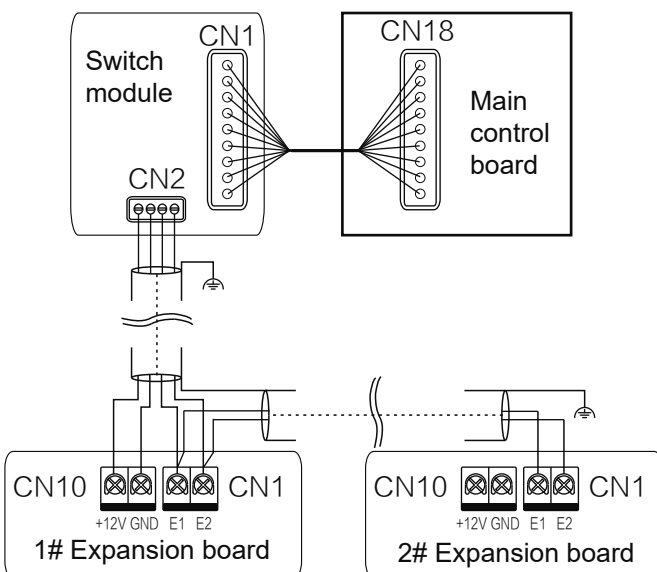 CN1
CN18
Switch
module
Main
control
board
CN2
CN10
CN1
+12V GND E1 E2
1# Expansion board
CN10
CN1
+12V GND E1 E2
2# Expansion board